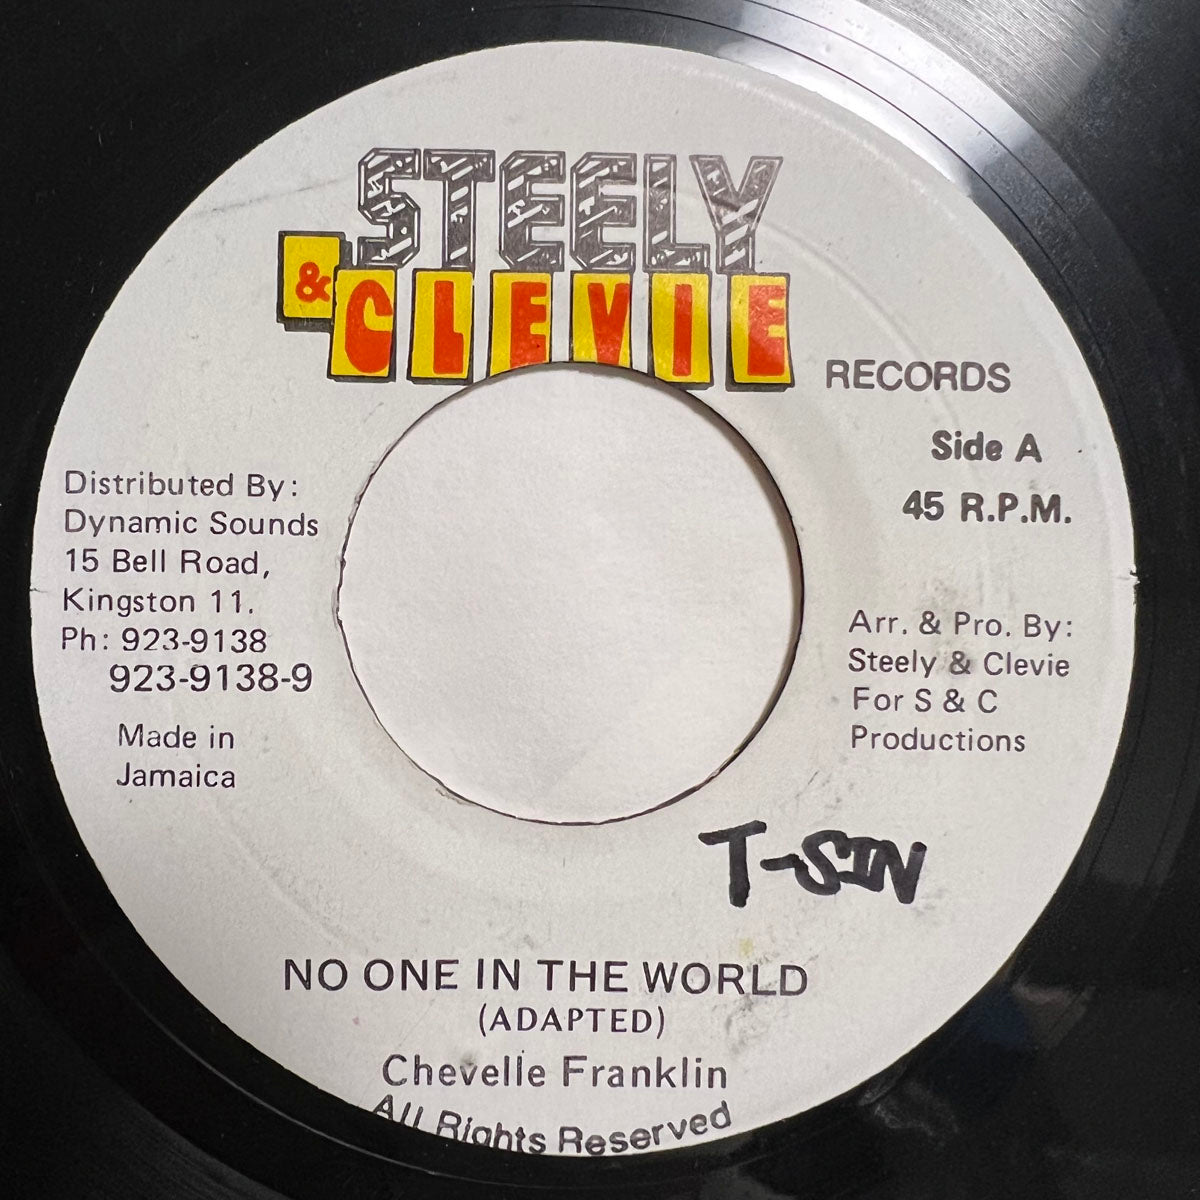 STEELY
& CLEVIE
RECORDS
Side A
45 R.P.M.
Distributed By:
Dynamic Sounds
15 Bell Road,
Kingston 11.
Ph: 923-9138
923-9138-9
Made in
Jamaica
Arr. & Pro. By:
Steely & Clevie
For S & C
Productions
T-SIN
NO ONE IN THE WORLD
(ADAPTED)
Chevelle Franklin
All Rights Reserved